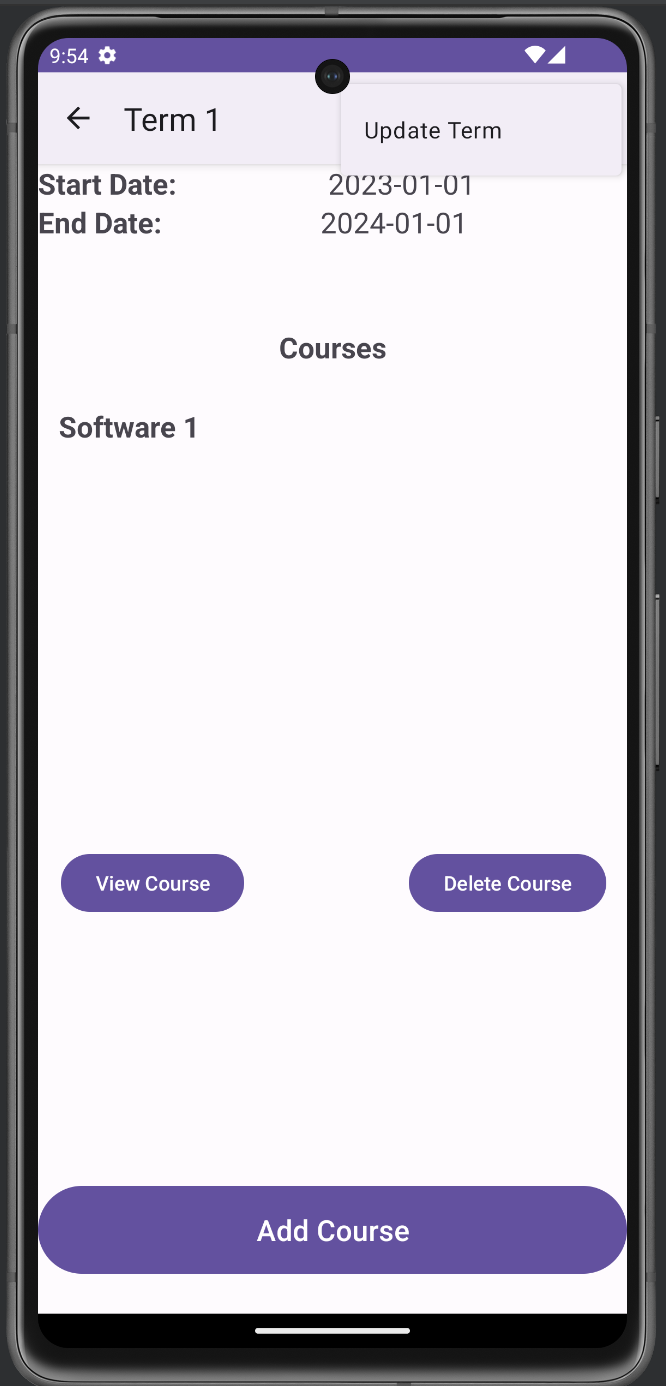 9:54
Term 1
Update Term
Start Date: 2023-01-01
End Date: 2024-01-01
Courses
Software 1
View Course Delete Course
Add Course